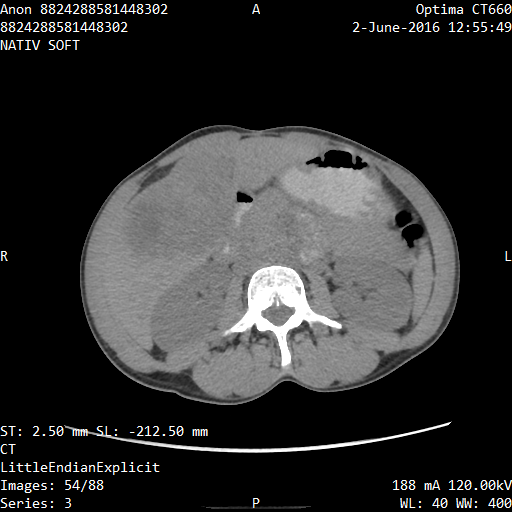 Anon 8824288581448302
A
Optima CT660
8824288581448302
2-June-2016 12:55:49
NATIV SOFT
R
L
ST: 2.50 mm SL: -212.50 mm
CT
LittleEndianExplicit
Images: 54/88
188 mA 120.00kV
Series: 3
P
WL: 40 WW: 400